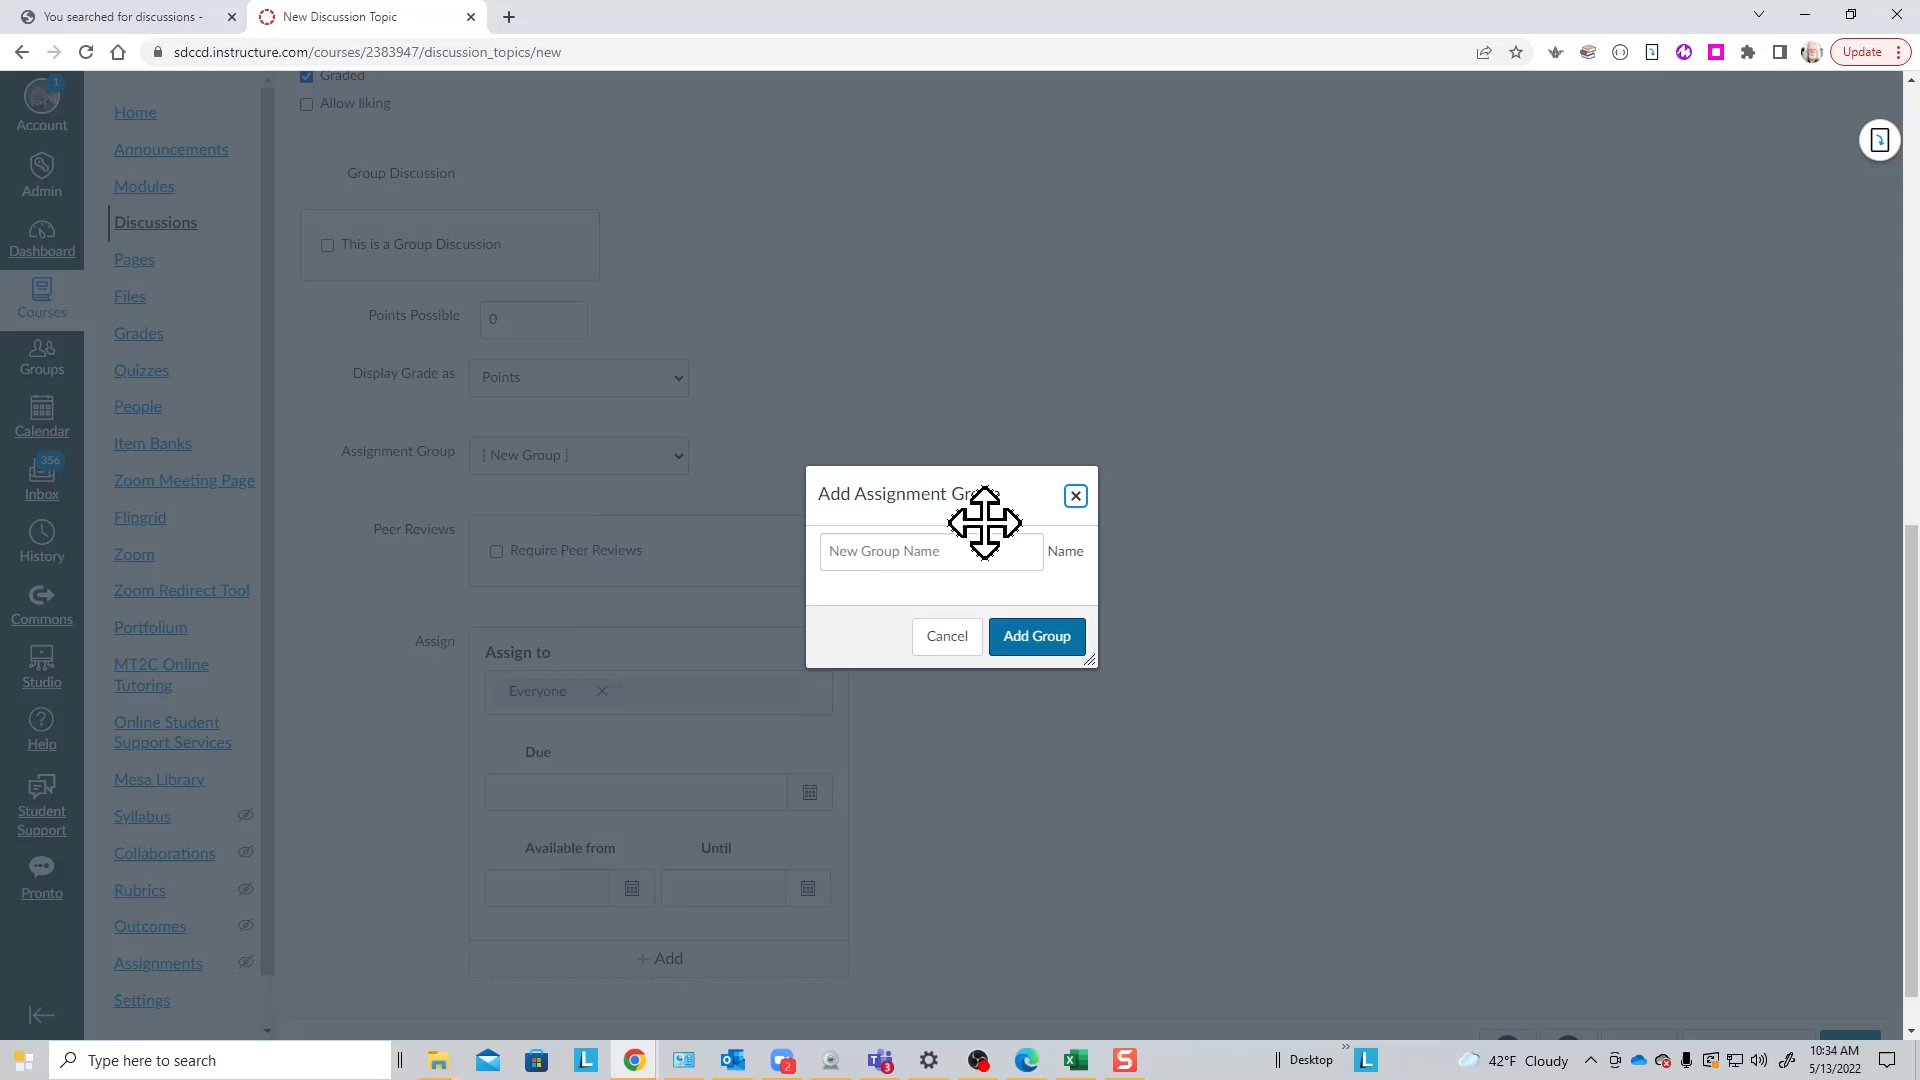 You searched for discussions -
New Discussion Topic
sdccd.instructure.com/courses/2383947/discussion_topics/new
Update
1
Account
Admin
Dashboard
Courses
Groups
Calendar
356
Inbox
History
Commons
Studio
Help
Student
Support
Pronto
Home
Announcements
Modules
Discussions
Pages
Files
Grades
Quizzes
People
Item Banks
Zoom Meeting Page
Flipgrid
Zoom
Zoom Redirect Tool
Portfolium
MT2C Online
Tutoring
Online Student
Support Services
Mesa Library
Syllabus
Collaborations
Rubrics
Outcomes
Assignments
Settings
Graded
Allow liking
Group Discussion
This is a Group Discussion
Points Possible
0
Display Grade as
Points
Assignment Group
[ New Group ]
Peer Reviews
Require Peer Reviews
Assign
Assign to
Everyone
Due
Available from
Until
+ Add
Add Assignment
New Group Name
Name
Cancel
Add Group
Type here to search
L
2
3
S
Desktop
L
42°F Cloudy
10:34 AM
5/13/2022